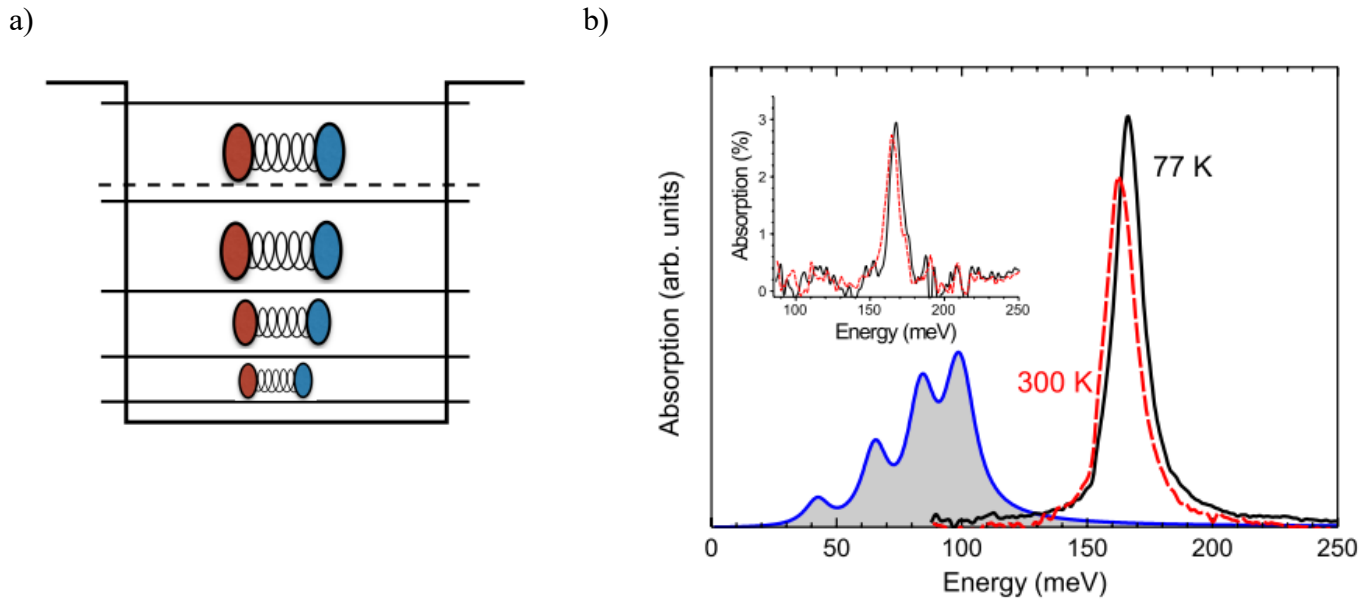 a)
b)
Absorption (arb. units)
Absorption (%)
3
2
1
0
100
150
200
250
Energy (meV)
77 K
300 K
0
50
100
150
200
250
Energy (meV)